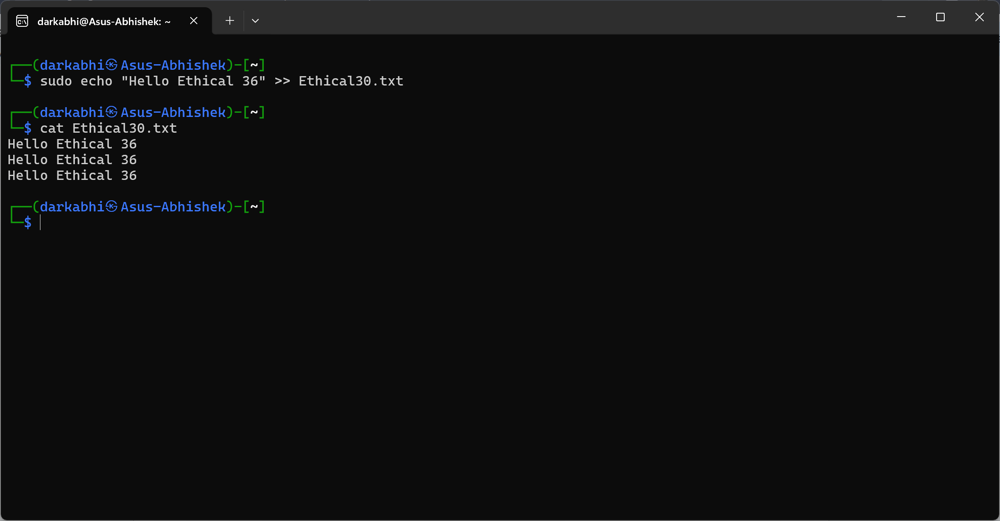 darkabhi@Asus-Abhishek: ~
┌──(darkabhi㉿Asus-Abhishek)-[~]
└─$ sudo echo "Hello Ethical 36" >> Ethical30.txt
┌──(darkabhi㉿Asus-Abhishek)-[~]
└─$ cat Ethical30.txt
Hello Ethical 36
Hello Ethical 36
Hello Ethical 36
┌──(darkabhi㉿Asus-Abhishek)-[~]
└─$